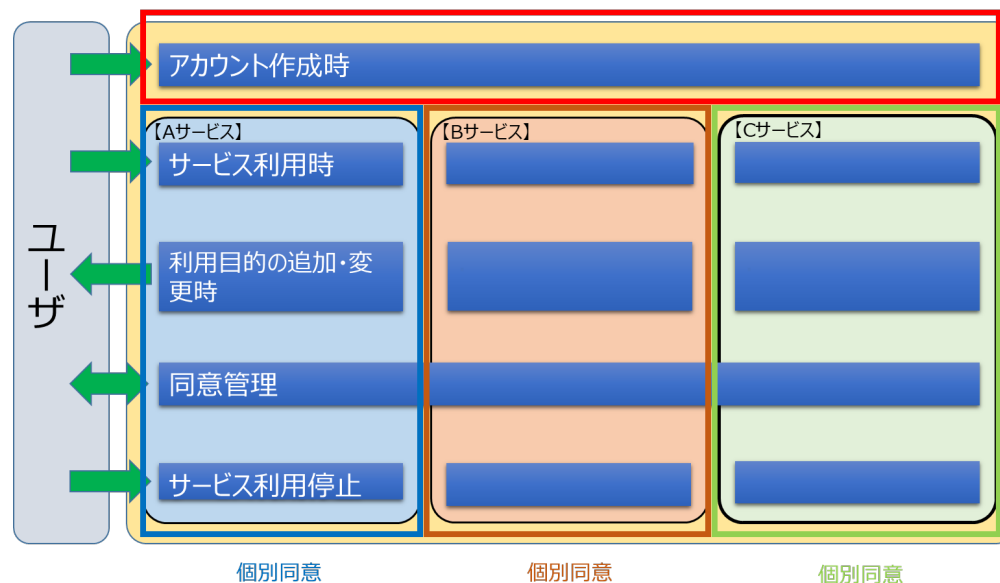 アカウント作成時
【Aサービス】
【Bサービス】
【Cサービス】
サービス利用時
ユーザ
利用目的の追加・変
更時
同意管理
サービス利用停止
個別同意
個別同意
個別同意